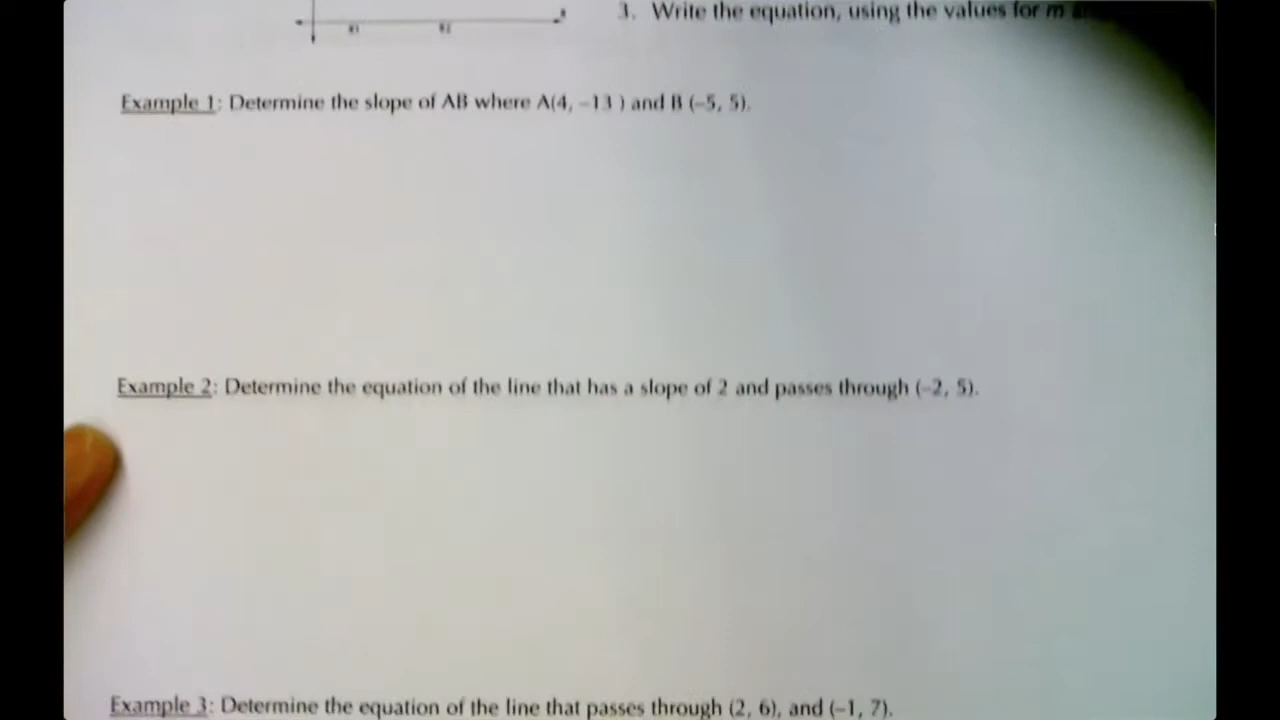 3. Write the equation, using the values for m
Example 1: Determine the slope of AB where A(4, –13 ) and B (–5, 5).
Example 2: Determine the equation of the line that has a slope of 2 and passes through (–2, 5).
Example 3: Determine the equation of the line that passes through (2, 6), and (–1, 7).